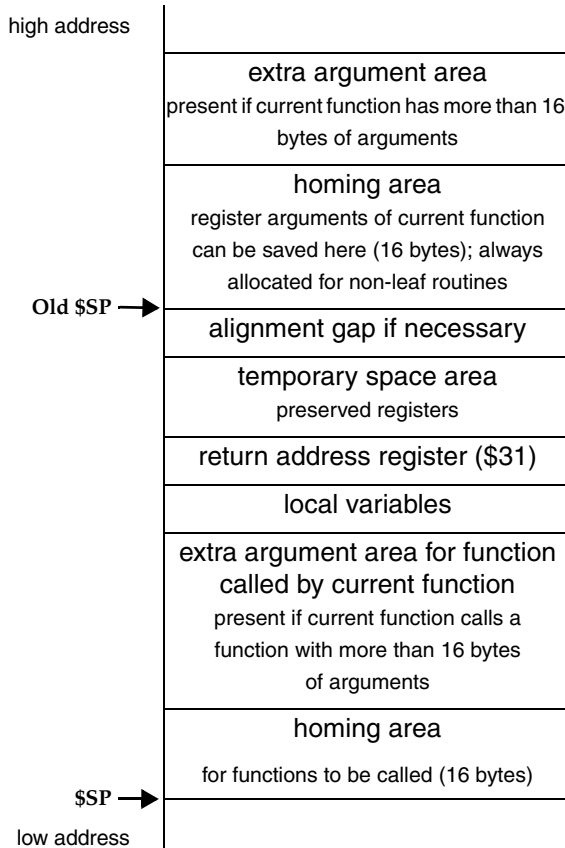 high address
extra argument area
present if current function has more than 16
bytes of arguments
homing area
register arguments of current function
can be saved here (16 bytes); always
allocated for non-leaf routines
Old $SP
alignment gap if necessary
temporary space area
preserved registers
return address register ($31)
local variables
extra argument area for function
called by current function
present if current function calls a
function with more than 16 bytes
of arguments
homing area
for functions to be called (16 bytes)
$SP
low address